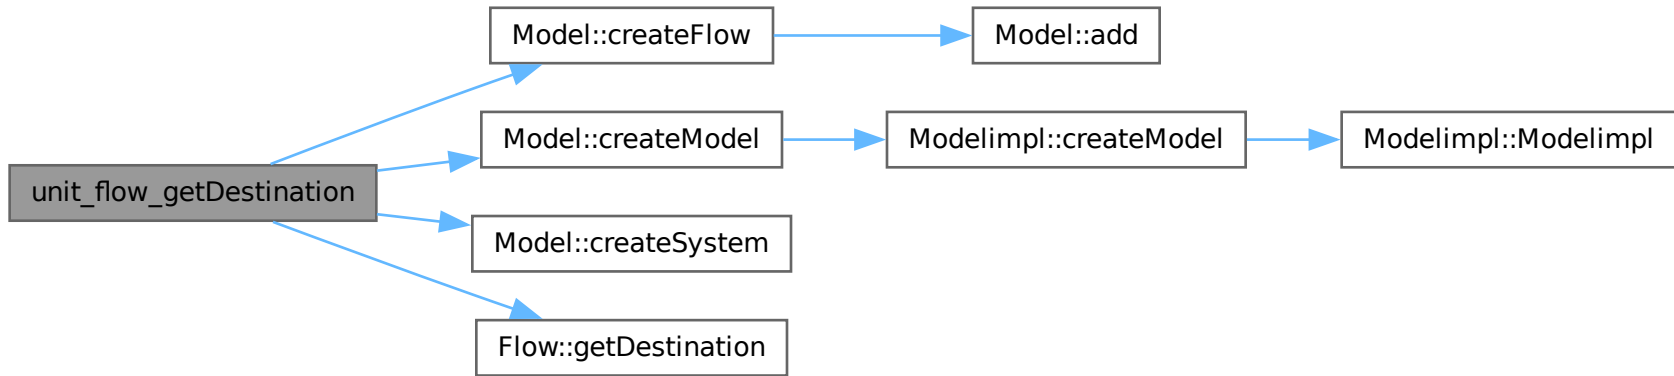 Model::createFlow
Model::add
Model::createModel
Modelimpl::createModel
Modelimpl::Modelimpl
unit_flow_getDestination
Model::createSystem
Flow::getDestination